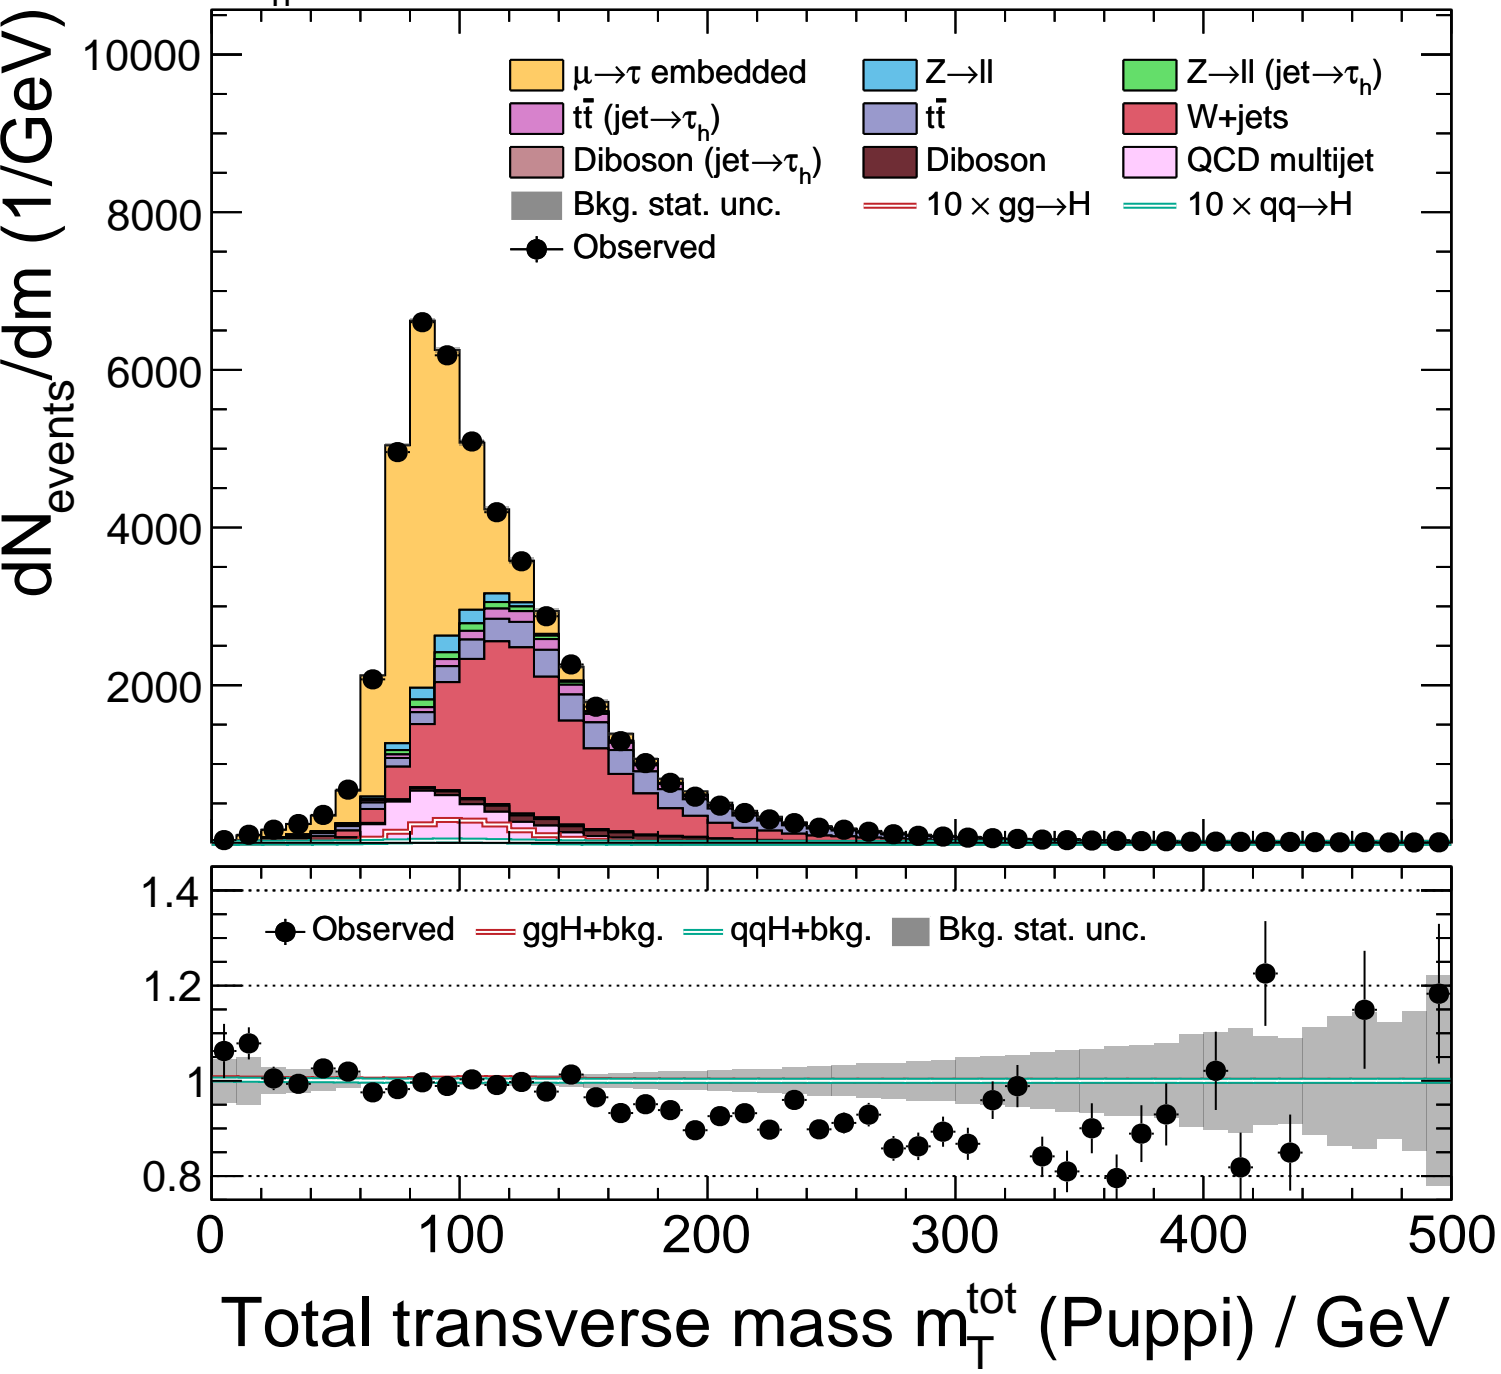 dN_events/dm (1/GeV)
10000
8000
6000
4000
2000
μ→τ embedded
Z→ll
Z→ll (jet→τ_h)
tt̄ (jet→τ_h)
tt̄
W+jets
Diboson (jet→τ_h)
Diboson
QCD multijet
Bkg. stat. unc.
10 × gg→H
10 × qq→H
Observed
1.4
1.2
1
0.8
Observed
ggH+bkg.
qqH+bkg.
Bkg. stat. unc.
0 100 200 300 400 500
Total transverse mass m_T^tot (Puppi) / GeV